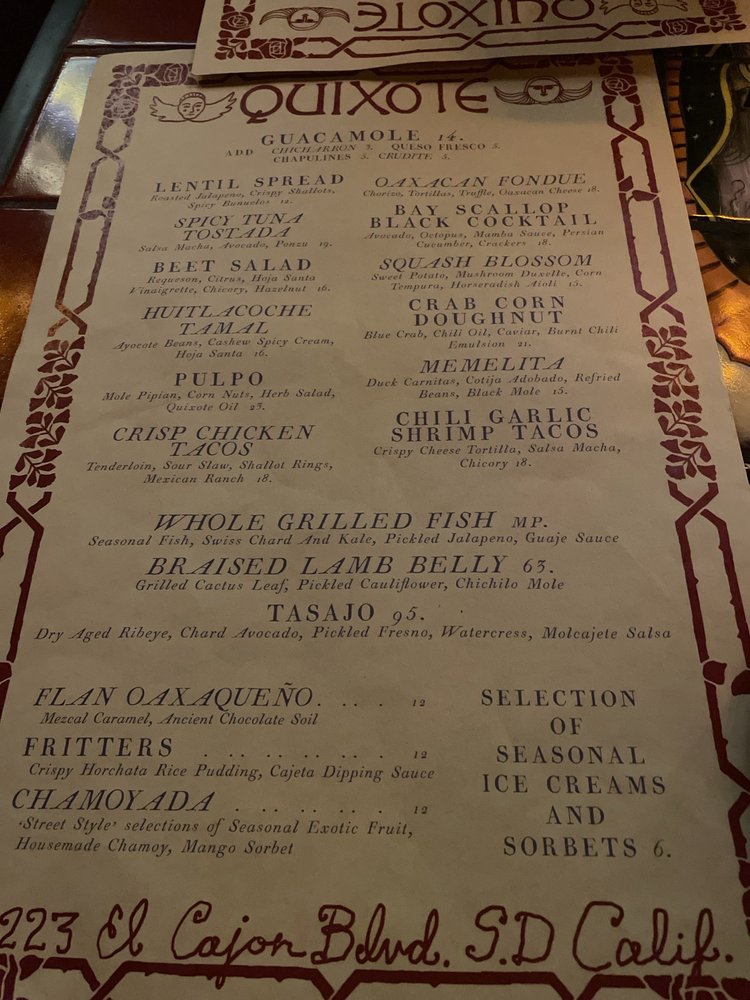 QUIXOTE
QUIXOTE
GUACAMOLE 14.
ADD CHICHARRON 2. QUESO FRESCO 5.
CHAPULINES 5. CRUDITE 5.
LENTIL SPREAD
Roasted Jalapeno, Crispy Shallots,
Spicy Bunuelos 12.
SPICY TUNA
TOSTADA
Salsa Macha, Avocado, Ponzu 19.
BEET SALAD
Requeson, Citrus, Hoja Santa
Vinaigrette, Chicory, Hazelnut 16.
HUITLACOCHE
TAMAL
Ayocote Beans, Cashew Spicy Cream,
Hoja Santa 16.
PULPO
Mole Pipian, Corn Nuts, Herb Salad,
Quixote Oil 23.
CRISP CHICKEN
TACOS
Tenderloin, Sour Slaw, Shallot Rings,
Mexican Ranch 18.
OAXACAN FONDUE
Chorizo, Tortillas, Truffle, Oaxacan Cheese 18.
BAY SCALLOP
BLACK COCKTAIL
Avocado, Octopus, Mamba Sauce, Persian
Cucumber, Crackers 18.
SQUASH BLOSSOM
Sweet Potato, Mushroom Duxelle, Corn
Tempura, Horseradish Aioli 15.
CRAB CORN
DOUGHNUT
Blue Crab, Chili Oil, Caviar, Burnt Chili
Emulsion 21.
MEMELITA
Duck Carnitas, Cotija Adobado, Refried
Beans, Black Mole 15.
CHILI GARLIC
SHRIMP TACOS
Crispy Cheese Tortilla, Salsa Macha,
Chicory 18.
WHOLE GRILLED FISH MP.
Seasonal Fish, Swiss Chard And Kale, Pickled Jalapeno, Guaje Sauce
BRAISED LAMB BELLY 63.
Grilled Cactus Leaf, Pickled Cauliflower, Chichilo Mole
TASAJO 95.
Dry Aged Ribeye, Chard Avocado, Pickled Fresno, Watercress, Molcajete Salsa
FLAN OAXAQUEÑO. . . . 12
Mezcal Caramel, Ancient Chocolate Soil
FRITTERS . .. .. .. .. .. 12
Crispy Horchata Rice Pudding, Cajeta Dipping Sauce
CHAMOYADA . .. .. .. . 12
'Street Style' selections of Seasonal Exotic Fruit,
Housemade Chamoy, Mango Sorbet
SELECTION
OF
SEASONAL
ICE CREAMS
AND
SORBETS 6.
223 El Cajon Blvd. S.D Calif.